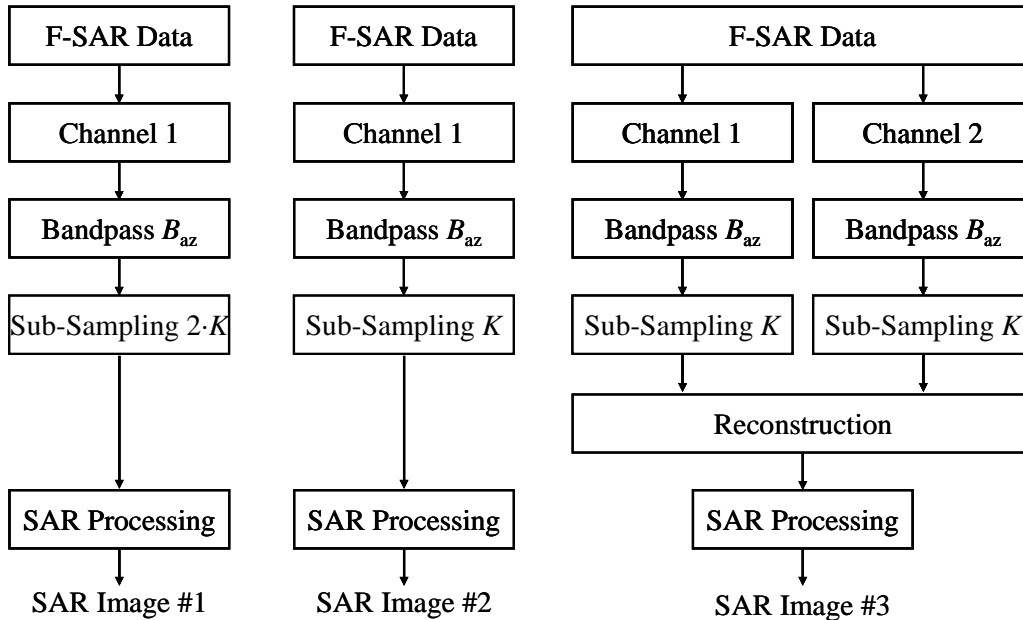 F-SAR Data
Channel 1
Bandpass B_az
Sub-Sampling 2·K
SAR Processing
SAR Image #1
F-SAR Data
Channel 1
Bandpass B_az
Sub-Sampling K
SAR Processing
SAR Image #2
F-SAR Data
Channel 1
Channel 2
Bandpass B_az
Bandpass B_az
Sub-Sampling K
Sub-Sampling K
Reconstruction
SAR Processing
SAR Image #3